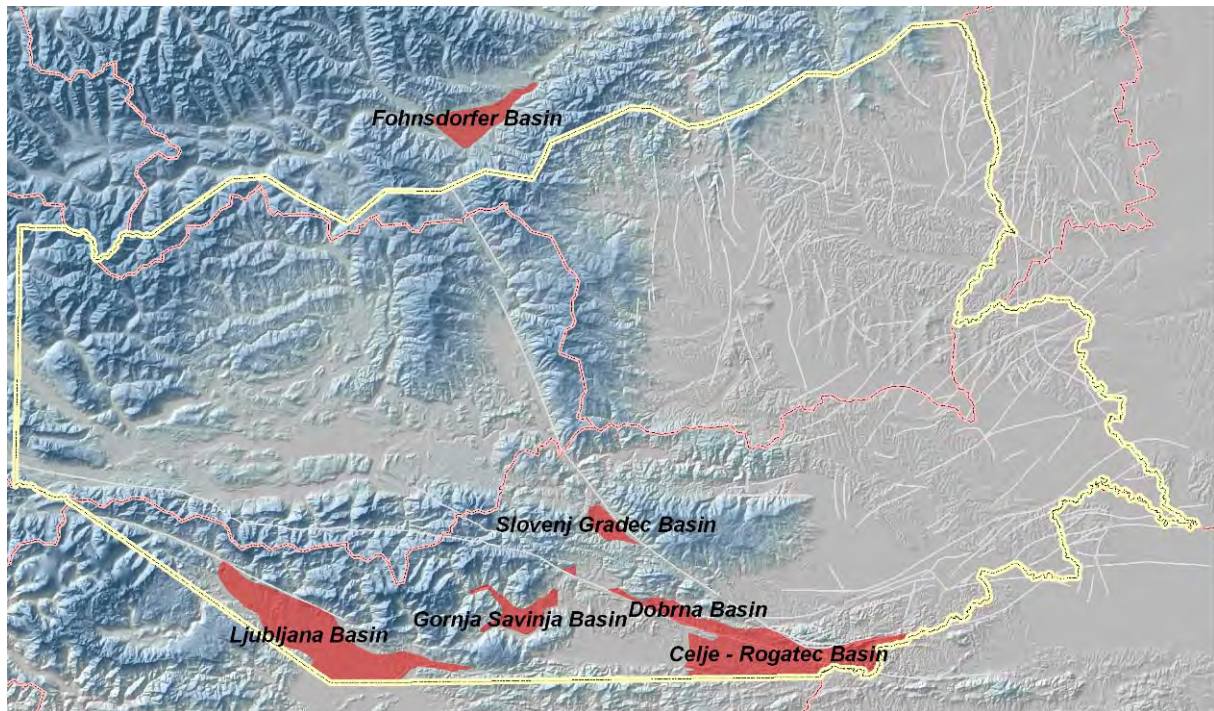 Fohnsdorfer Basin
Slovenj Gradec Basin
Dobrna Basin
Gornja Savinja Basin
Ljubljana Basin
Celje - Rogatec Basin